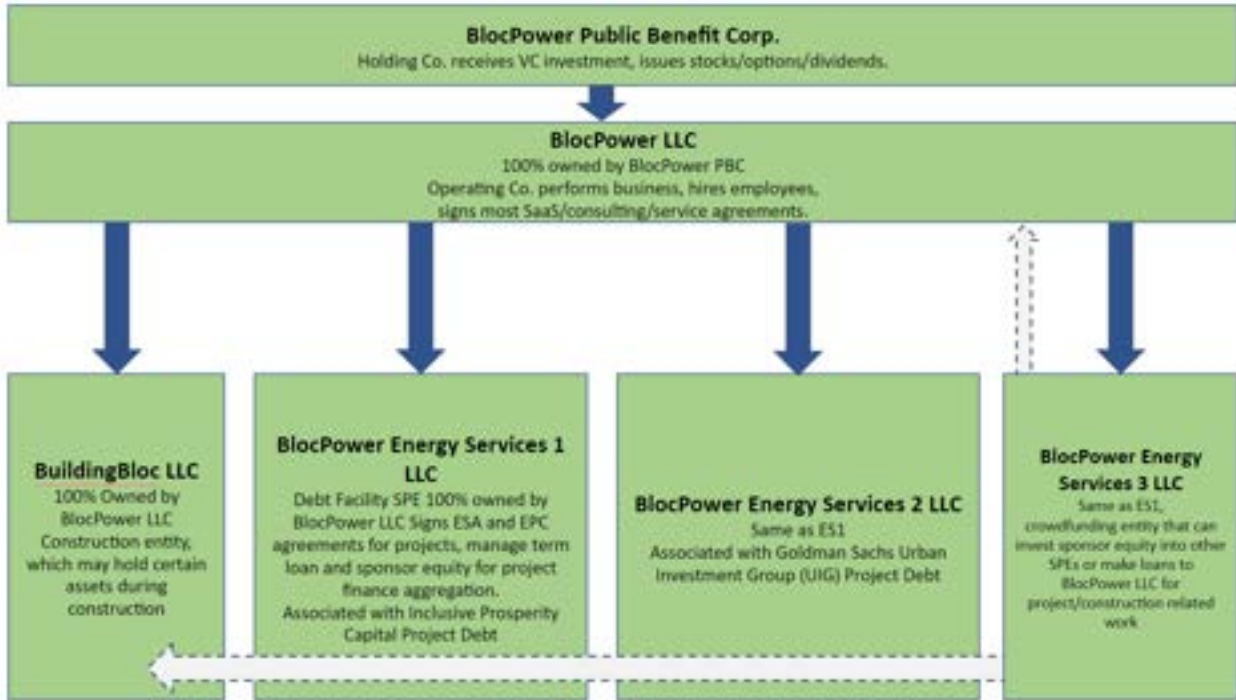 BlocPower Public Benefit Corp.
Holding Co. receives VC investment, issues stocks/options/dividends.
BlocPower LLC
100% owned by BlocPower PBC
Operating Co. performs business, hires employees,
signs most SaaS/consulting/service agreements.
BuildingBloc LLC
100% Owned by
BlocPower LLC
Construction entity,
which may hold certain
assets during
construction
BlocPower Energy Services 1
LLC
Debt Facility SPE 100% owned by
BlocPower LLC Signs ESA and EPC
agreements for projects, manage term
loan and sponsor equity for project
finance aggregation.
Associated with Inclusive Prosperity
Capital Project Debt
BlocPower Energy Services 2 LLC
Same as ES1
Associated with Goldman Sachs Urban
Investment Group (UIG) Project Debt
BlocPower Energy
Services 3 LLC
Same as ES1,
crowdfunding entity that can
invest sponsor equity into other
SPEs or make loans to
BlocPower LLC for
project/construction related
work